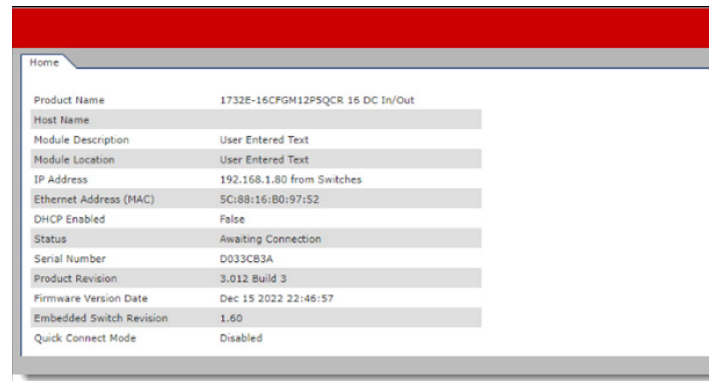 Home
Product Name 1732E-16CFGM12P5QCR 16 DC In/Out
Host Name
Module Description User Entered Text
Module Location User Entered Text
IP Address 192.168.1.80 from Switches
Ethernet Address (MAC) 5C:88:16:B0:97:52
DHCP Enabled False
Status Awaiting Connection
Serial Number D033CB3A
Product Revision 3.012 Build 3
Firmware Version Date Dec 15 2022 22:46:57
Embedded Switch Revision 1.60
Quick Connect Mode Disabled